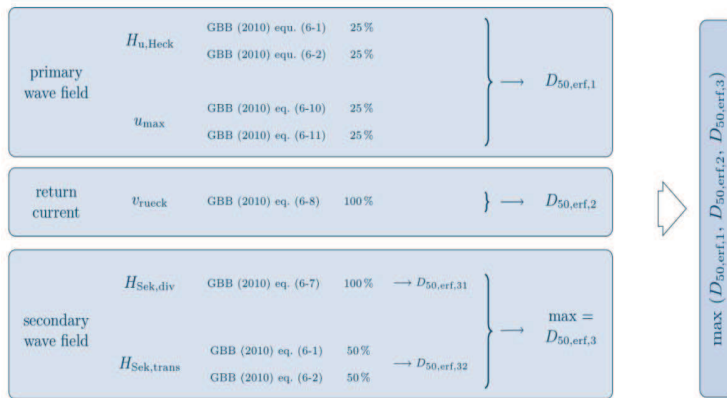 H_u,Heck GBB (2010) equ. (6-1) 25 %
GBB (2010) equ. (6-2) 25 %
primary
wave field
→ D_50,erf,1
u_max GBB (2010) eq. (6-10) 25 %
GBB (2010) eq. (6-11) 25 %
return
current
v_rueck GBB (2010) eq. (6-8) 100 % } → D_50,erf,2
H_Sek,div GBB (2010) eq. (6-7) 100 % → D_50,erf,31
secondary
wave field
→ max =
D_50,erf,3
H_Sek,trans GBB (2010) eq. (6-1) 50 %
GBB (2010) eq. (6-2) 50 %
→ D_50,erf,32
max (D_50,erf,1, D_50,erf,2, D_50,erf,3)